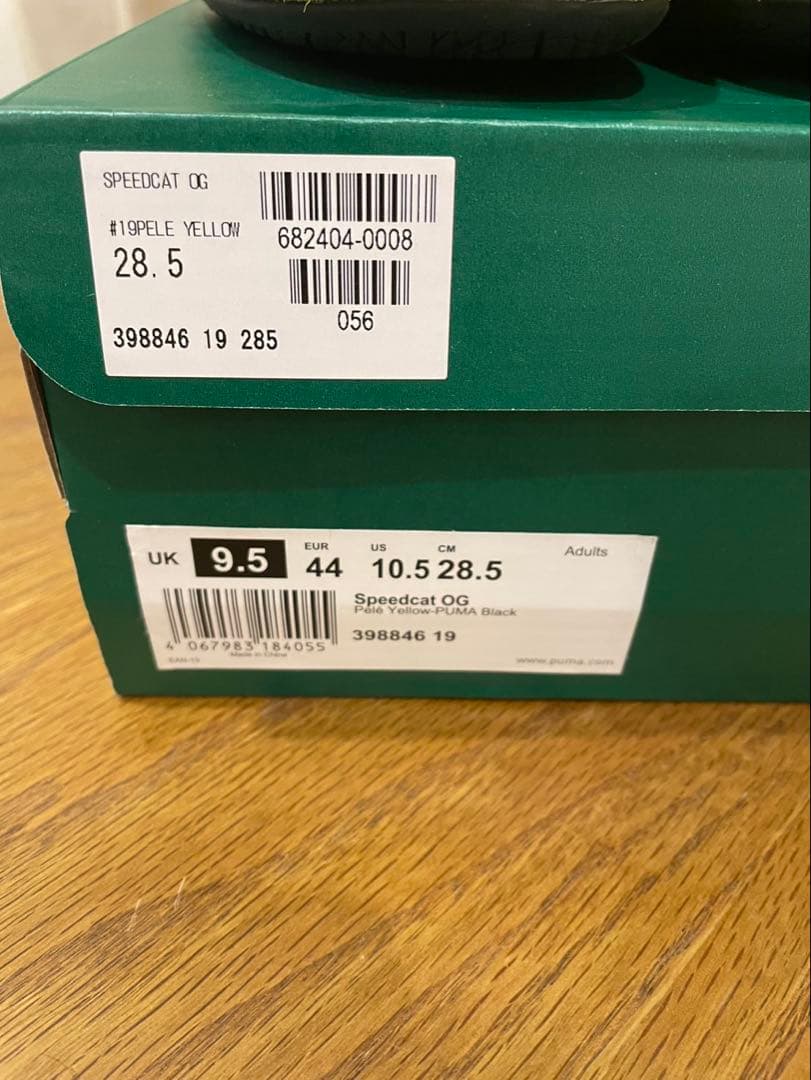 SPEEDCAT OG
#19PELE YELLOW
682404-0008
28.5
056
398846 19 285
UK 9.5 EUR 44 US 10.5 CM 28.5 Adults
Speedcat OG
Pelé Yellow-PUMA Black
4 067983 184055
398846 19
Made in China
www.puma.com